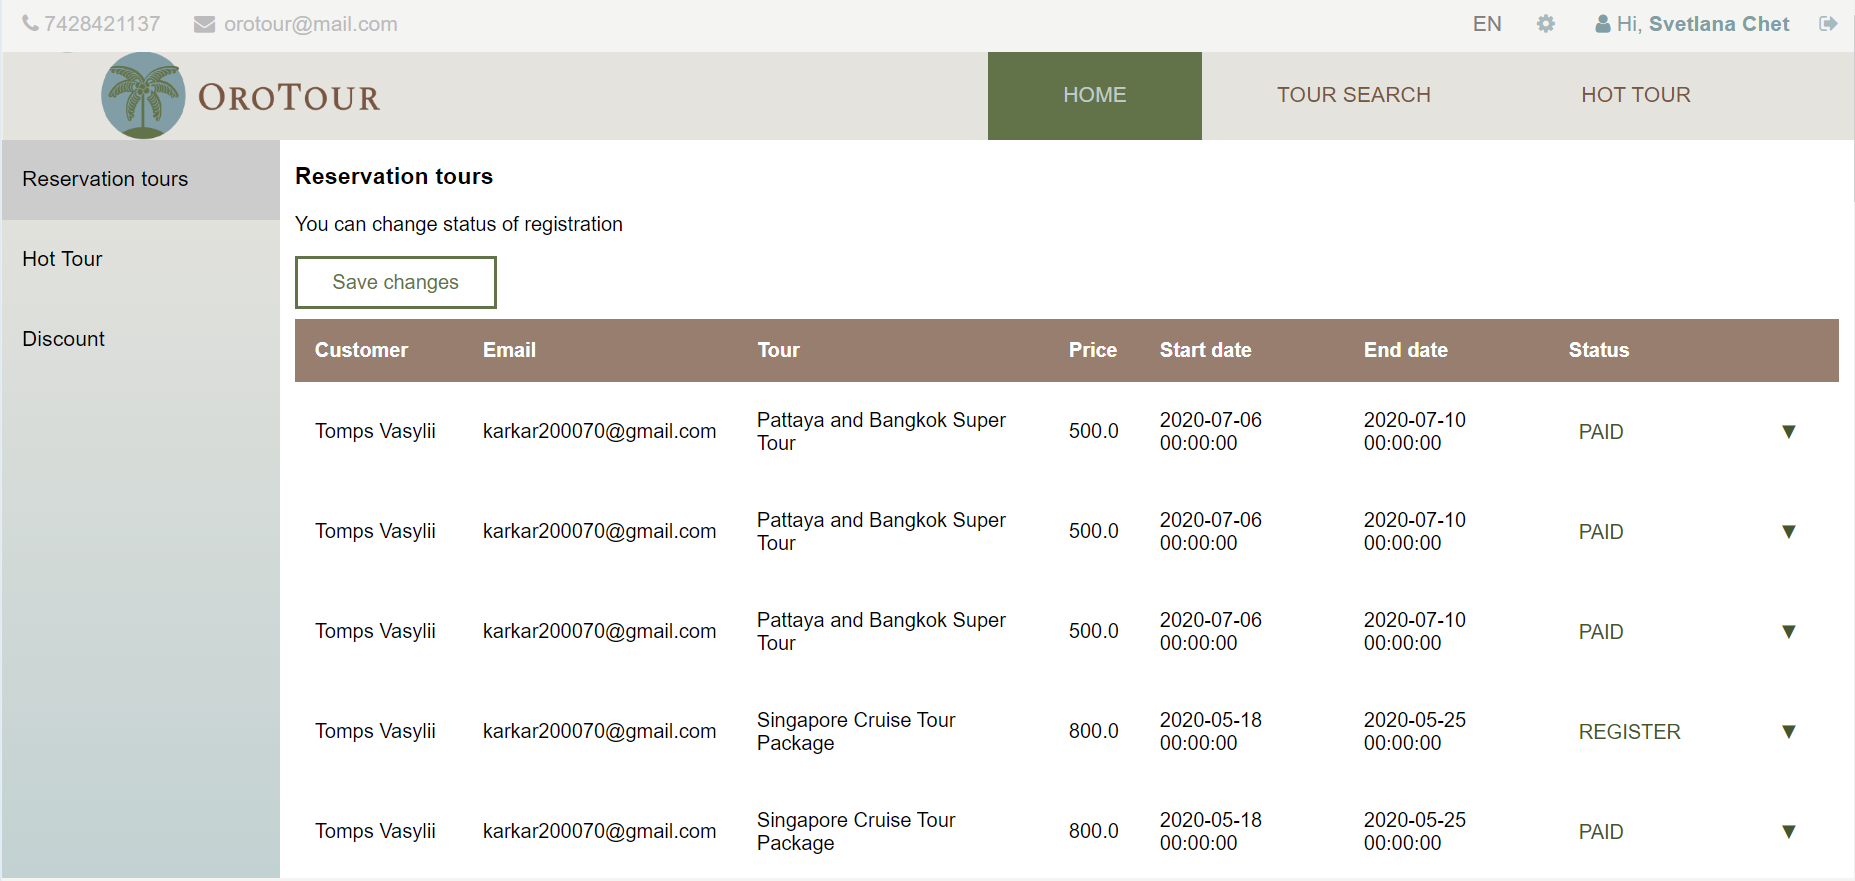 7428421137 orotour@mail.com EN Hi, Svetlana Chet
OROTOUR HOME TOUR SEARCH HOT TOUR
Reservation tours
Hot Tour
Discount
Reservation tours
You can change status of registration
Save changes
Customer Email Tour Price Start date End date Status
Tomps Vasylii karkar200070@gmail.com Pattaya and Bangkok Super Tour 500.0 2020-07-06 00:00:00 2020-07-10 00:00:00 PAID ▼
Tomps Vasylii karkar200070@gmail.com Pattaya and Bangkok Super Tour 500.0 2020-07-06 00:00:00 2020-07-10 00:00:00 PAID ▼
Tomps Vasylii karkar200070@gmail.com Pattaya and Bangkok Super Tour 500.0 2020-07-06 00:00:00 2020-07-10 00:00:00 PAID ▼
Tomps Vasylii karkar200070@gmail.com Singapore Cruise Tour Package 800.0 2020-05-18 00:00:00 2020-05-25 00:00:00 REGISTER ▼
Tomps Vasylii karkar200070@gmail.com Singapore Cruise Tour Package 800.0 2020-05-18 00:00:00 2020-05-25 00:00:00 PAID ▼